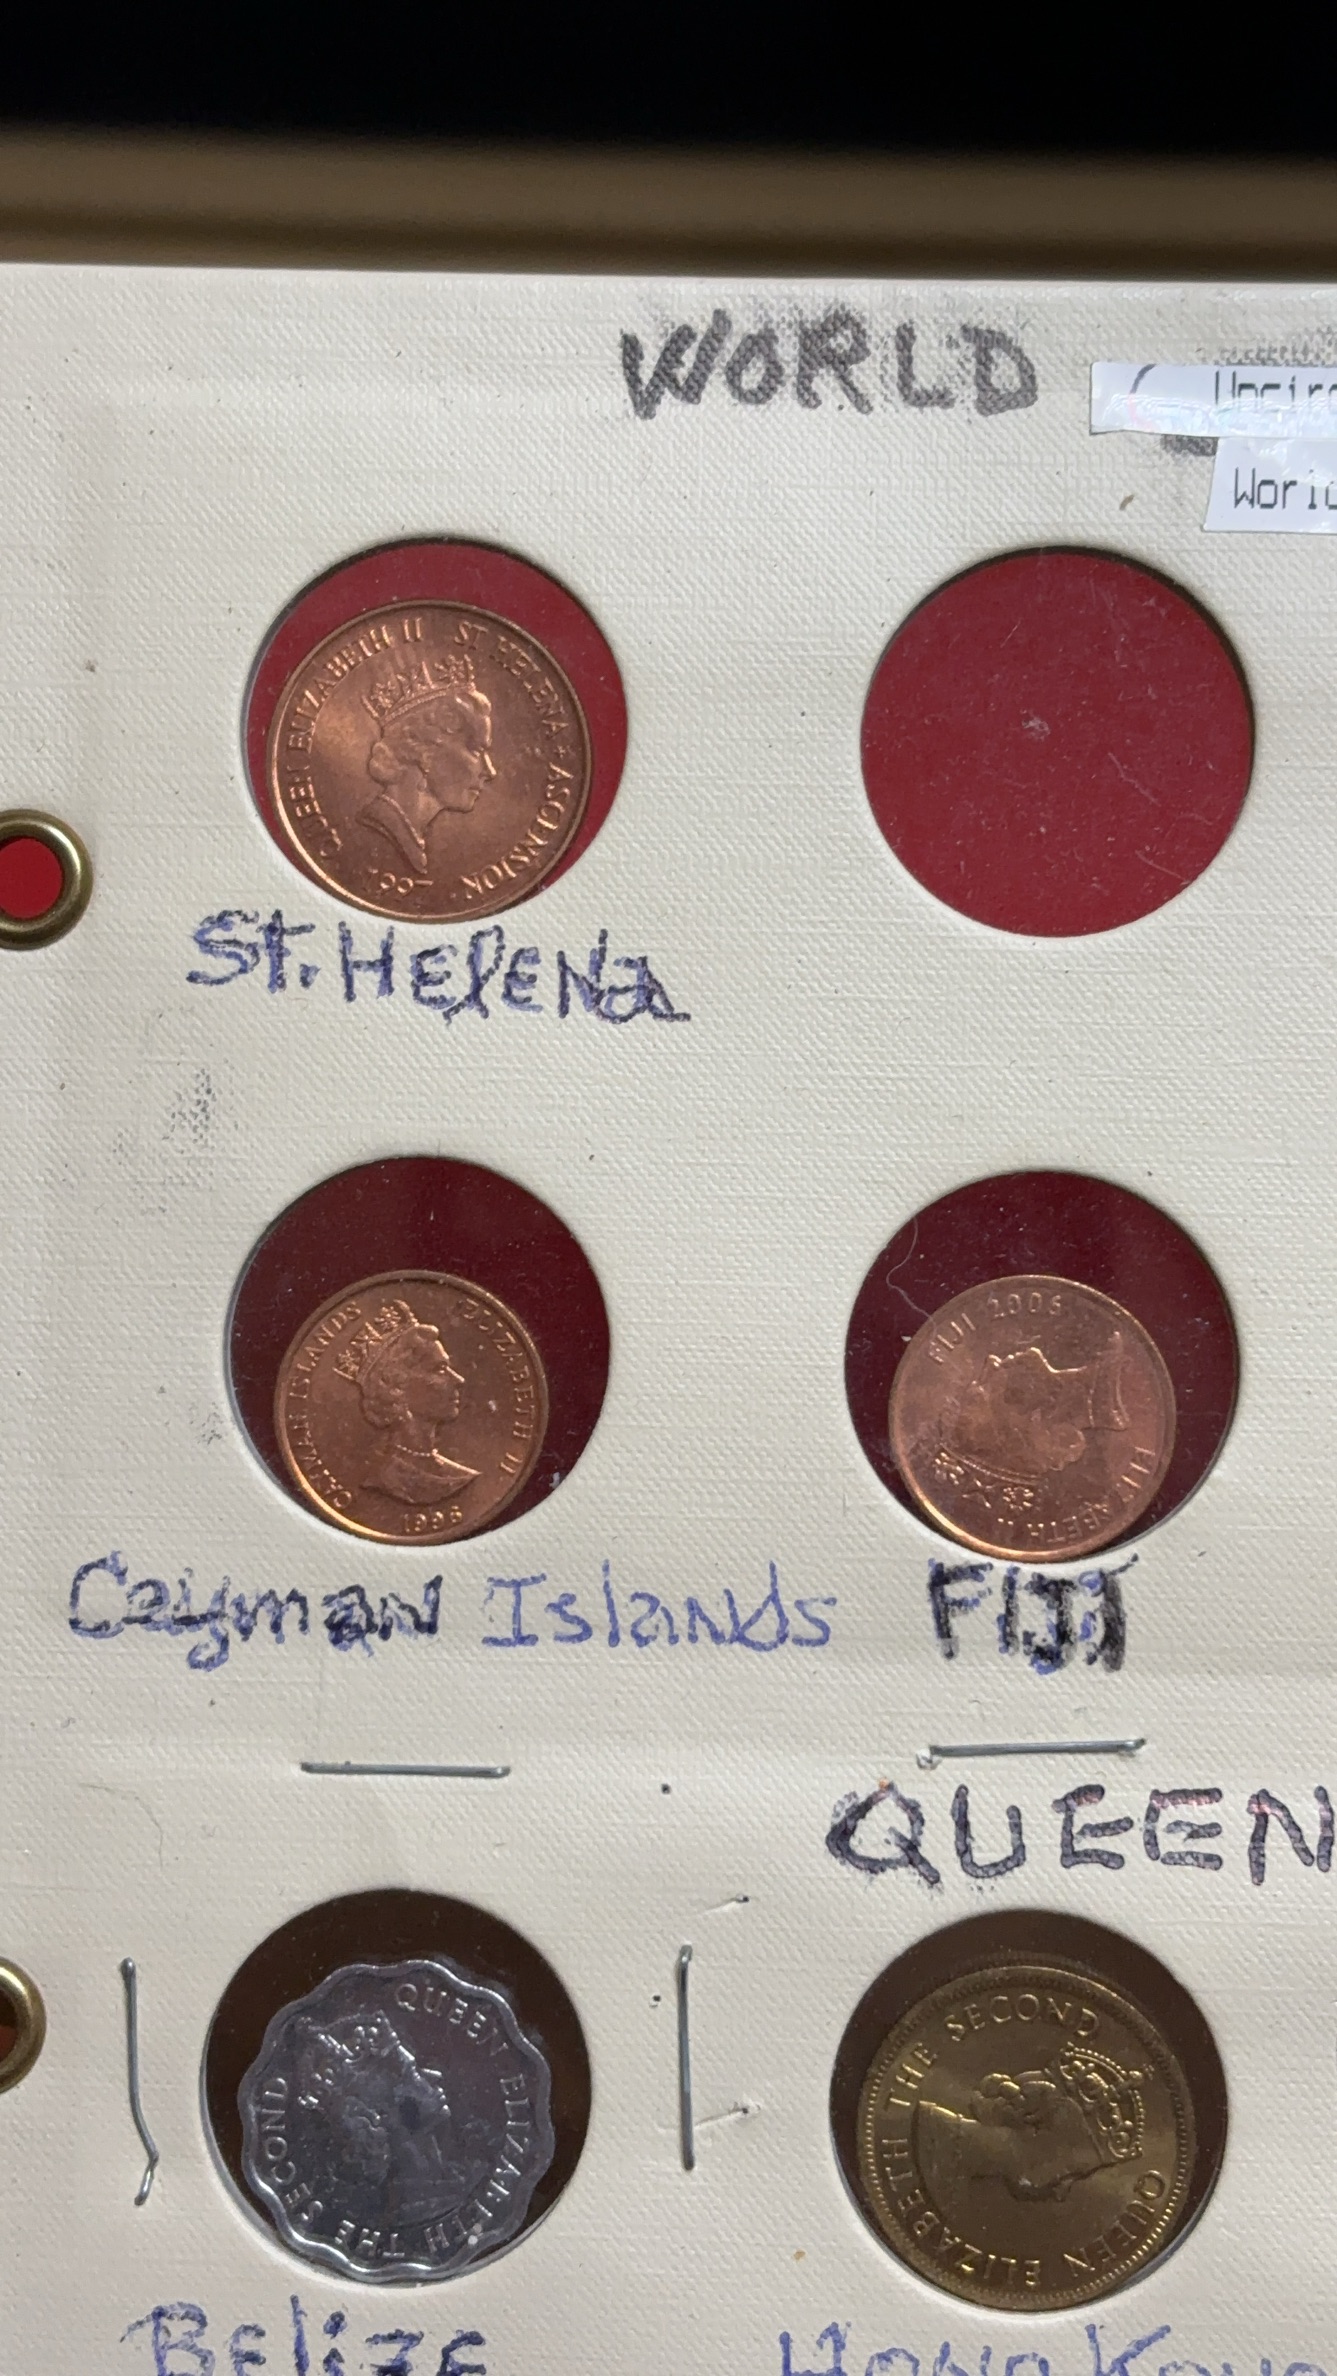 WORLD
World
QUEEN ELIZABETH II ST HELENA • ASCENSION
1997
St. HElENa
CAYMAN ISLANDS ELIZABETH II
1996
FIJI 2006 ELIZABETH II
Cayman Islands FIJI
QUEEN
QUEEN ELIZABETH THE SECOND
QUEEN ELIZABETH THE SECOND
BElize